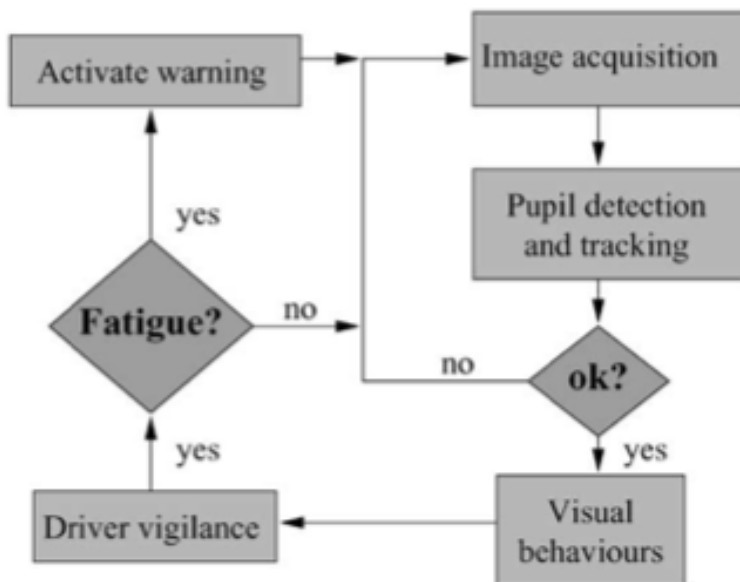 Activate warning
Image acquisition
Pupil detection
and tracking
yes
Fatigue?
no
no
ok?
yes
yes
Driver vigilance
Visual
behaviours